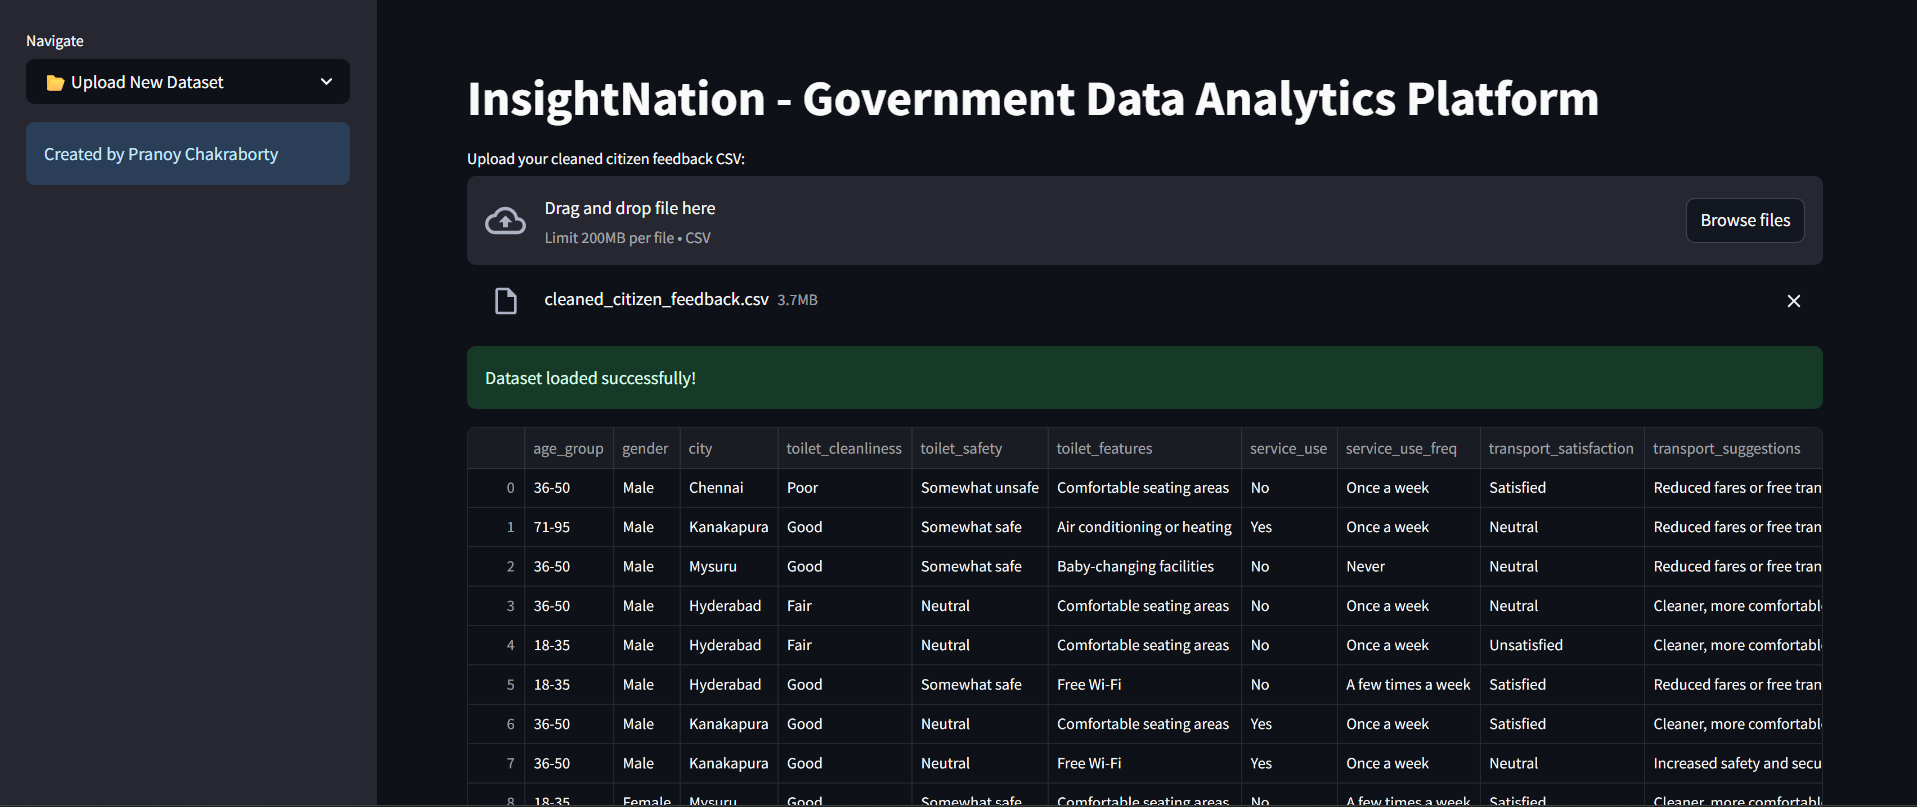 Navigate
Upload New Dataset
Created by Pranoy Chakraborty
InsightNation - Government Data Analytics Platform
Upload your cleaned citizen feedback CSV:
Drag and drop file here
Limit 200MB per file • CSV
Browse files
cleaned_citizen_feedback.csv 3.7MB
Dataset loaded successfully!
age_group gender city toilet_cleanliness toilet_safety toilet_features service_use service_use_freq transport_satisfaction transport_suggestions
0 36-50 Male Chennai Poor Somewhat unsafe Comfortable seating areas No Once a week Satisfied Reduced fares or free tran
1 71-95 Male Kanakapura Good Somewhat safe Air conditioning or heating Yes Once a week Neutral Reduced fares or free tran
2 36-50 Male Mysuru Good Somewhat safe Baby-changing facilities No Never Neutral Reduced fares or free tran
3 36-50 Male Hyderabad Fair Neutral Comfortable seating areas No Once a week Neutral Cleaner, more comfortabl
4 18-35 Male Hyderabad Fair Neutral Comfortable seating areas No Once a week Unsatisfied Cleaner, more comfortabl
5 18-35 Male Hyderabad Good Somewhat safe Free Wi-Fi No A few times a week Satisfied Reduced fares or free tran
6 36-50 Male Kanakapura Good Neutral Comfortable seating areas Yes Once a week Satisfied Cleaner, more comfortabl
7 36-50 Male Kanakapura Good Neutral Free Wi-Fi Yes Once a week Neutral Increased safety and secu
8 18-35 Female Mysuru Good Somewhat safe Comfortable seating areas No A few times a week Satisfied Cleaner, more comfortabl